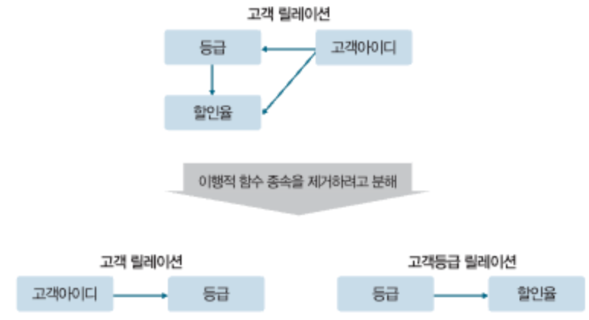 고객 릴레이션
등급 고객아이디
할인율
이행적 함수 종속을 제거하려고 분해
고객 릴레이션 고객등급 릴레이션
고객아이디 등급 등급 할인율